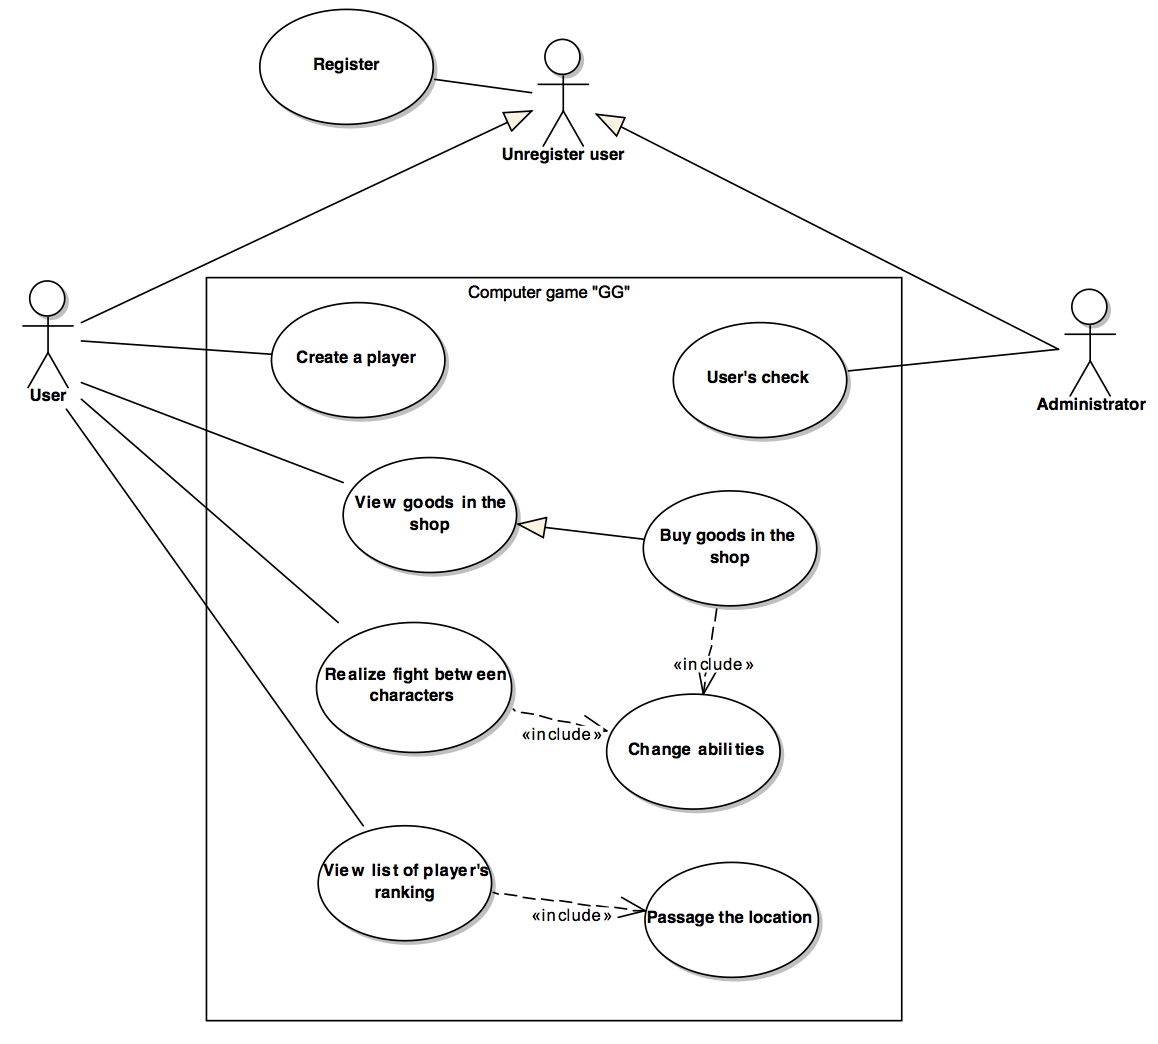 Register
Unregister user
Computer game "GG"
Create a player
User's check
User
Administrator
View goods in the
shop
Buy goods in the
shop
«include»
Realize fight between
characters
«include»
Change abilities
View list of player's
ranking
«include»
Passage the location